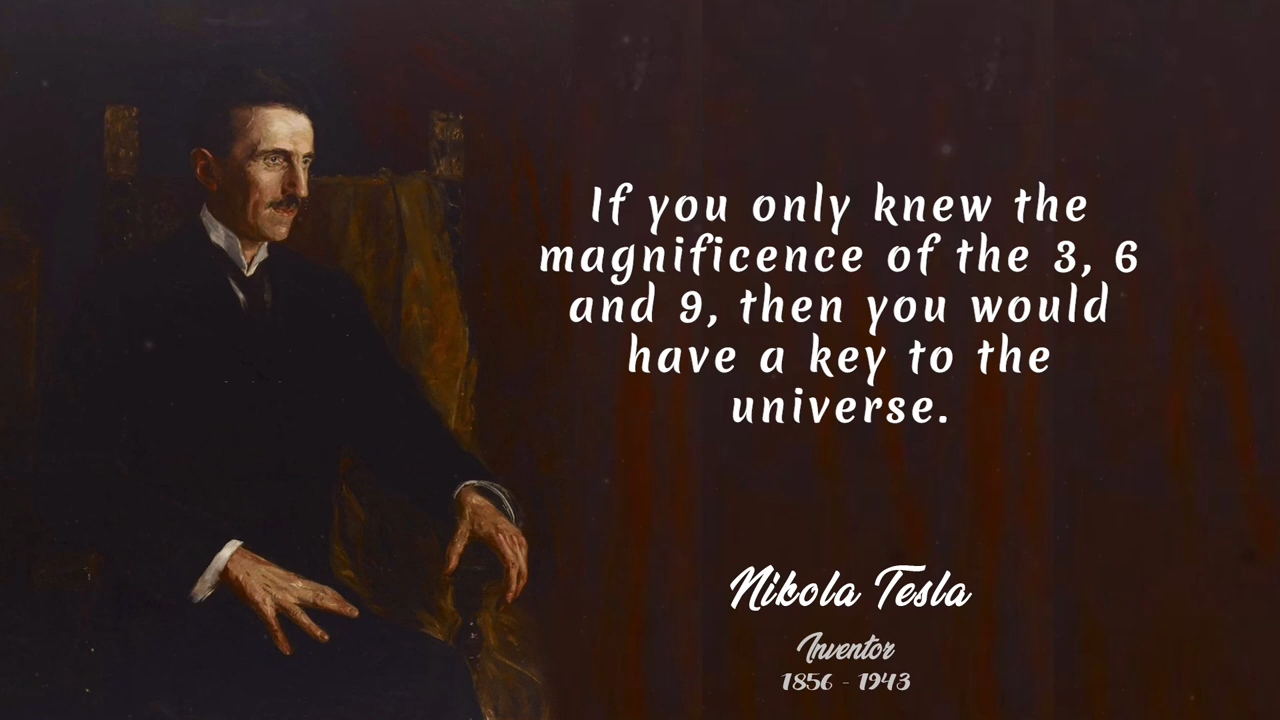 If you only knew the
magnificence of the 3, 6
and 9, then you would
have a key to the
universe.
Nikola Tesla
Inventor
1856 - 1943